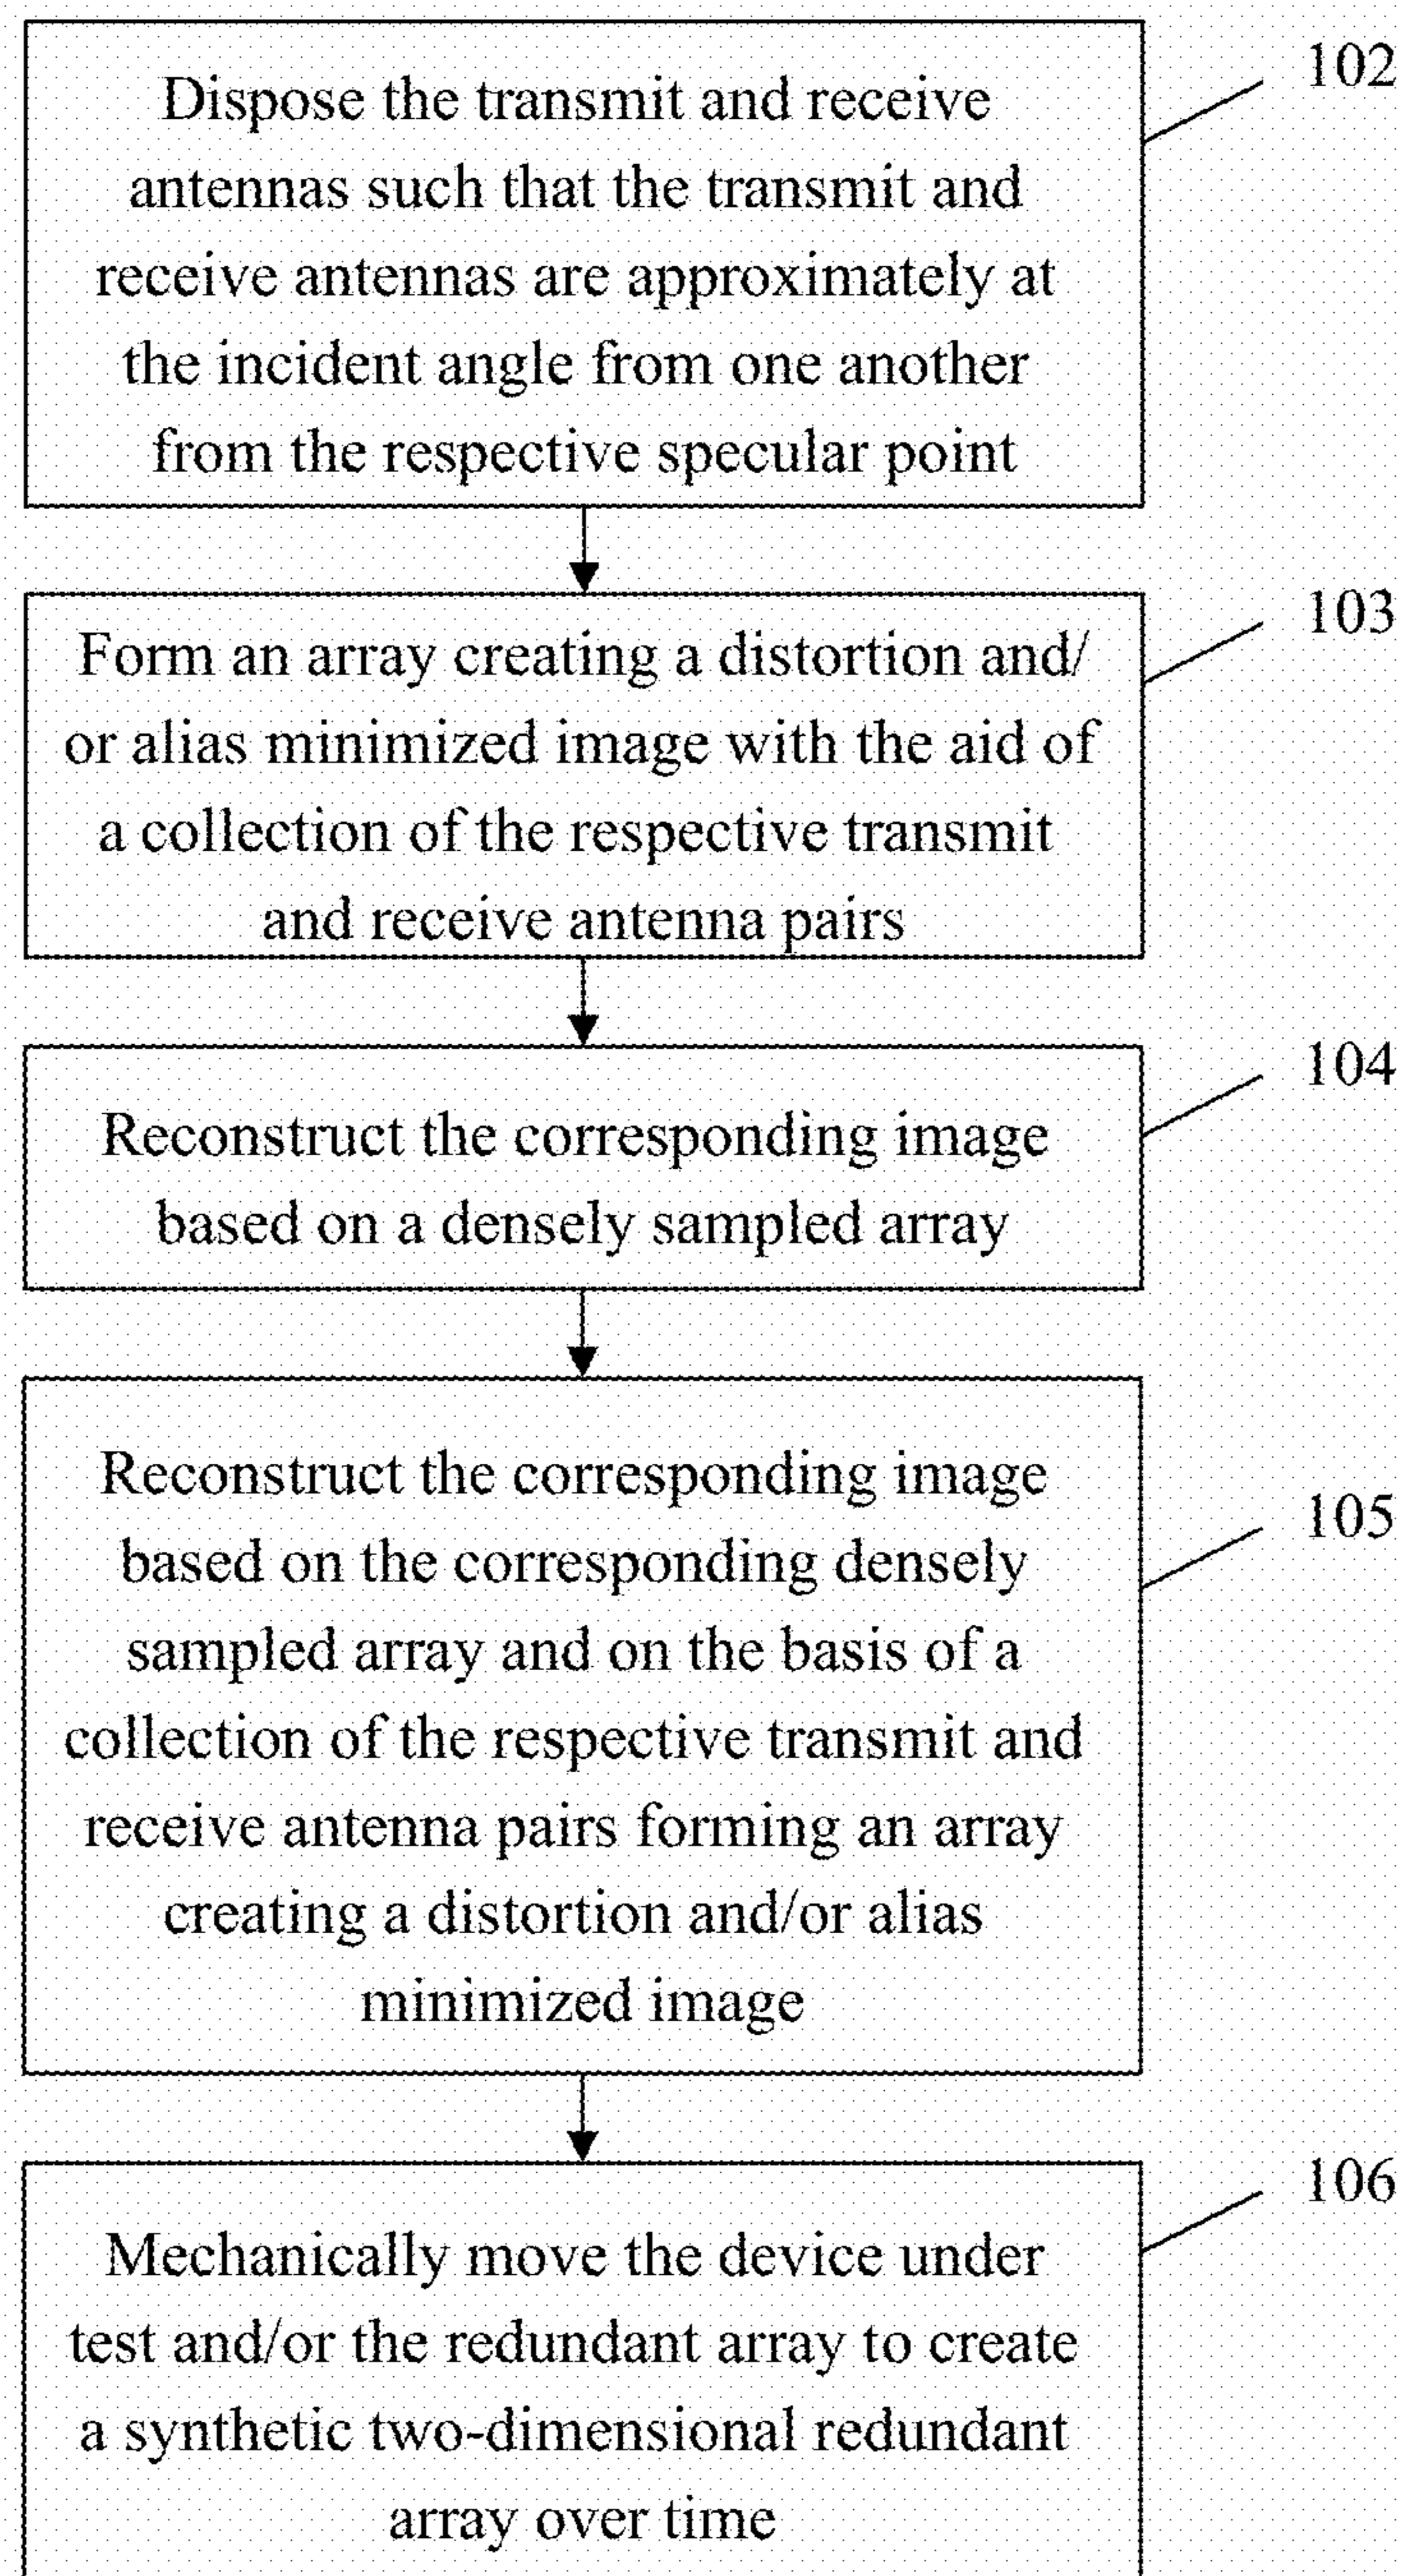 102
Dispose the transmit and receive
antennas such that the transmit and
receive antennas are approximately at
the incident angle from one another
from the respective specular point
103
Form an array creating a distortion and/
or alias minimized image with the aid of
a collection of the respective transmit
and receive antenna pairs
104
Reconstruct the corresponding image
based on a densely sampled array
105
Reconstruct the corresponding image
based on the corresponding densely
sampled array and on the basis of a
collection of the respective transmit and
receive antenna pairs forming an array
creating a distortion and/or alias
minimized image
106
Mechanically move the device under
test and/or the redundant array to create
a synthetic two-dimensional redundant
array over time